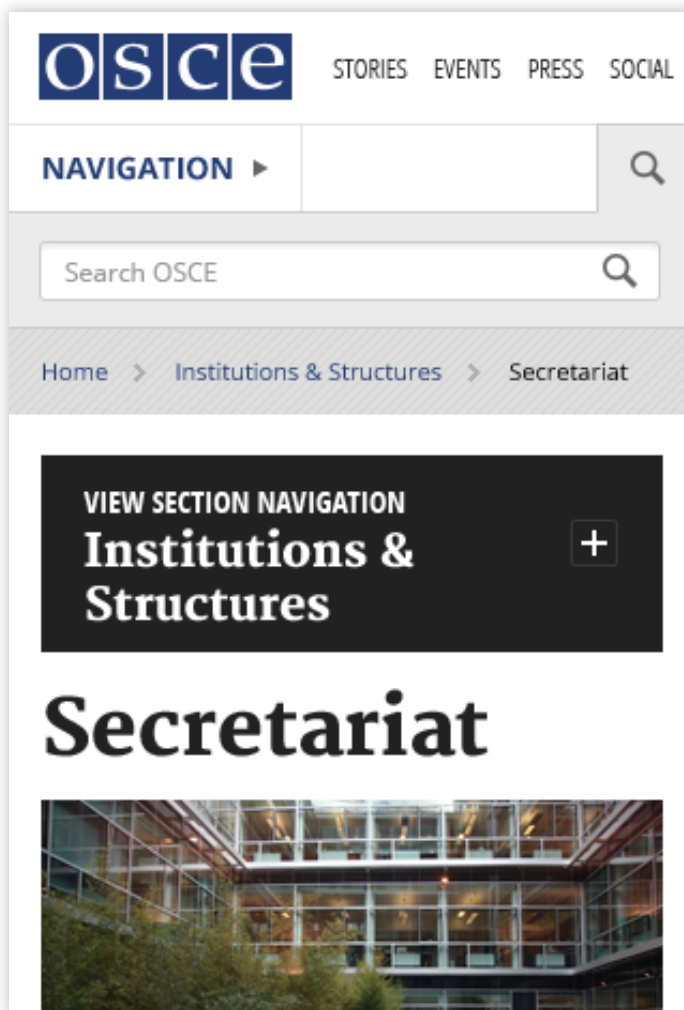 osce
STORIES EVENTS PRESS SOCIAL
NAVIGATION
Search OSCE
Home > Institutions & Structures > Secretariat
VIEW SECTION NAVIGATION
Institutions &
Structures
Secretariat